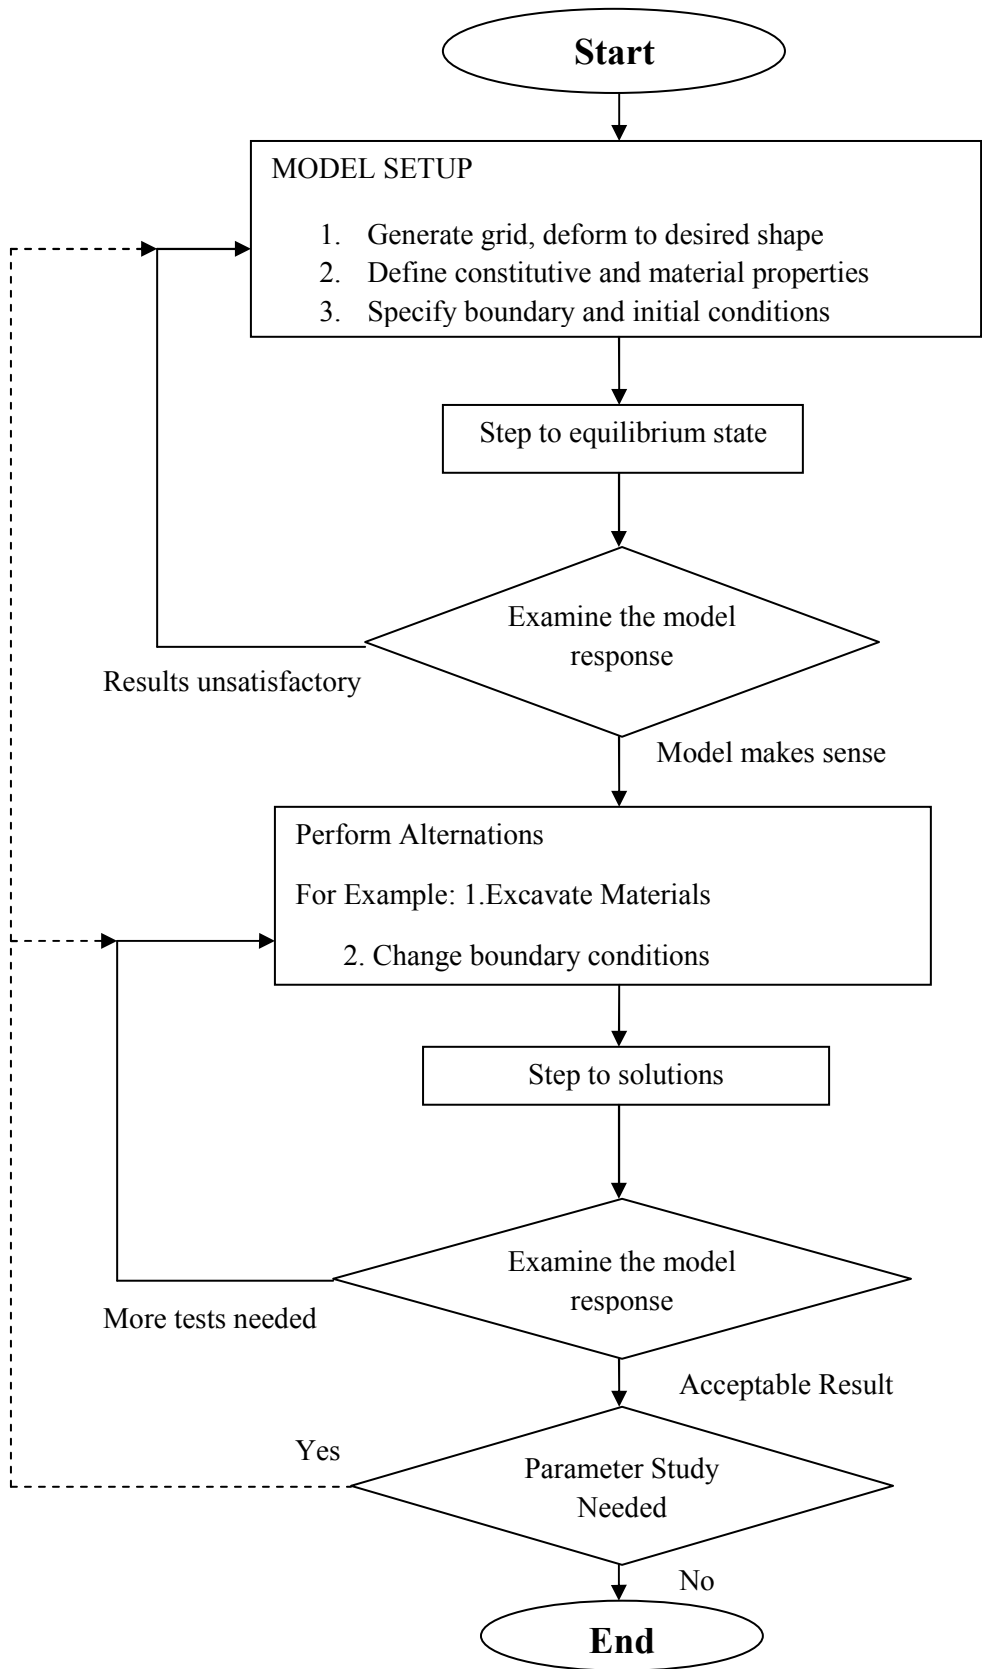 Start
MODEL SETUP
1. Generate grid, deform to desired shape
2. Define constitutive and material properties
3. Specify boundary and initial conditions
Step to equilibrium state
Examine the model
response
Results unsatisfactory
Model makes sense
Perform Alternations
For Example: 1.Excavate Materials
2. Change boundary conditions
Step to solutions
Examine the model
response
More tests needed
Acceptable Result
Yes
Parameter Study
Needed
No
End